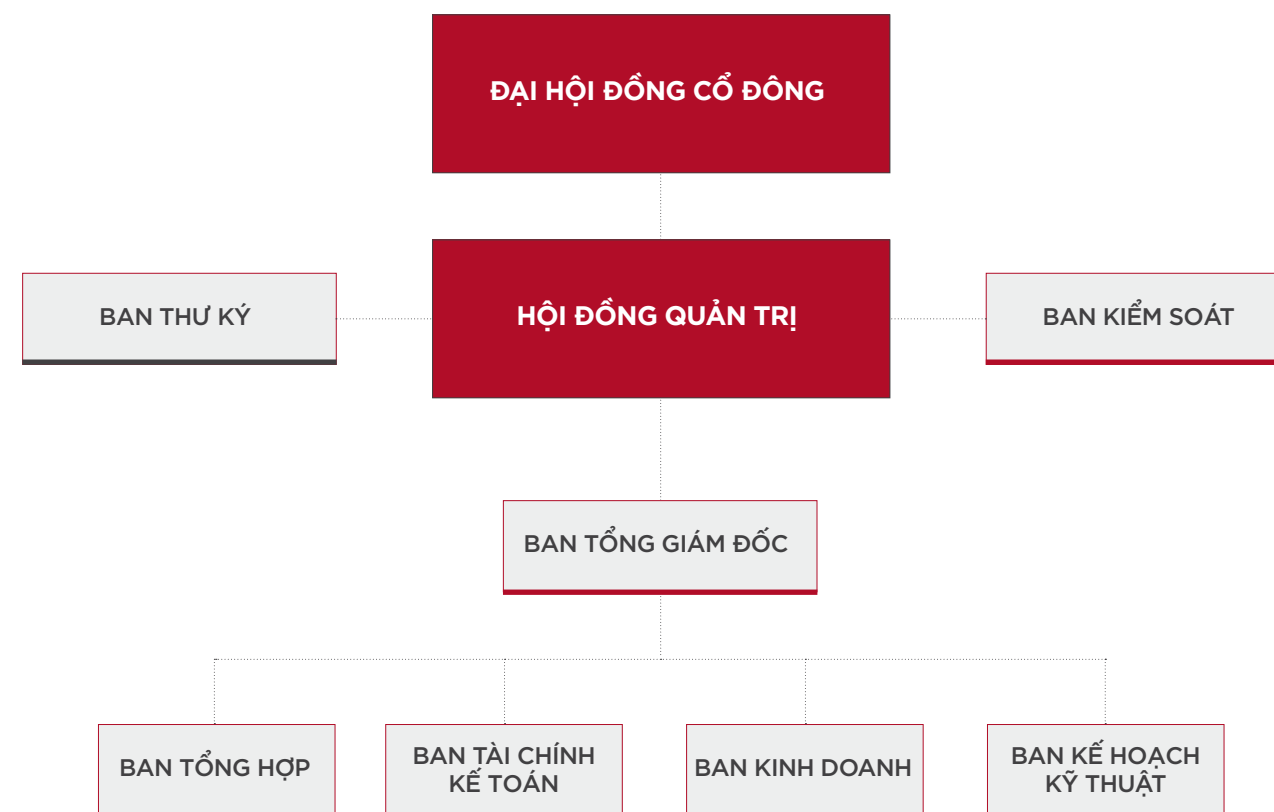 ĐẠI HỘI ĐỒNG CỔ ĐÔNG
BAN THƯ KÝ
HỘI ĐỒNG QUẢN TRỊ
BAN KIỂM SOÁT
BAN TỔNG GIÁM ĐỐC
BAN TỔNG HỢP
BAN TÀI CHÍNH
KẾ TOÁN
BAN KINH DOANH
BAN KẾ HOẠCH
KỸ THUẬT